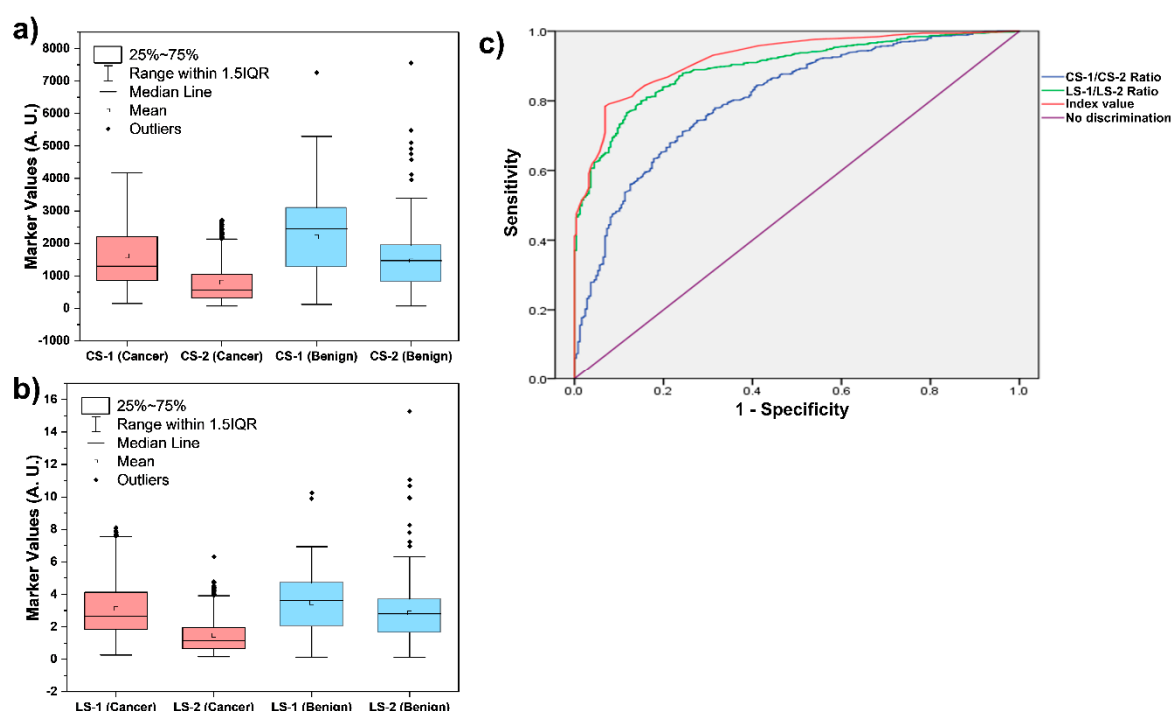 a)
8000
7000
6000
5000
4000
3000
2000
1000
0
-1000
Marker Values (A. U.)
25%~75%
Range within 1.5IQR
Median Line
Mean
Outliers
CS-1 (Cancer) CS-2 (Cancer) CS-1 (Benign) CS-2 (Benign)
b)
16
14
12
10
8
6
4
2
0
-2
Marker Values (A. U.)
25%~75%
Range within 1.5IQR
Median Line
Mean
Outliers
LS-1 (Cancer) LS-2 (Cancer) LS-1 (Benign) LS-2 (Benign)
c)
1.0
0.8
0.6
0.4
0.2
0.0
Sensitivity
0.0 0.2 0.4 0.6 0.8 1.0
1 - Specificity
CS-1/CS-2 Ratio
LS-1/LS-2 Ratio
Index value
No discrimination